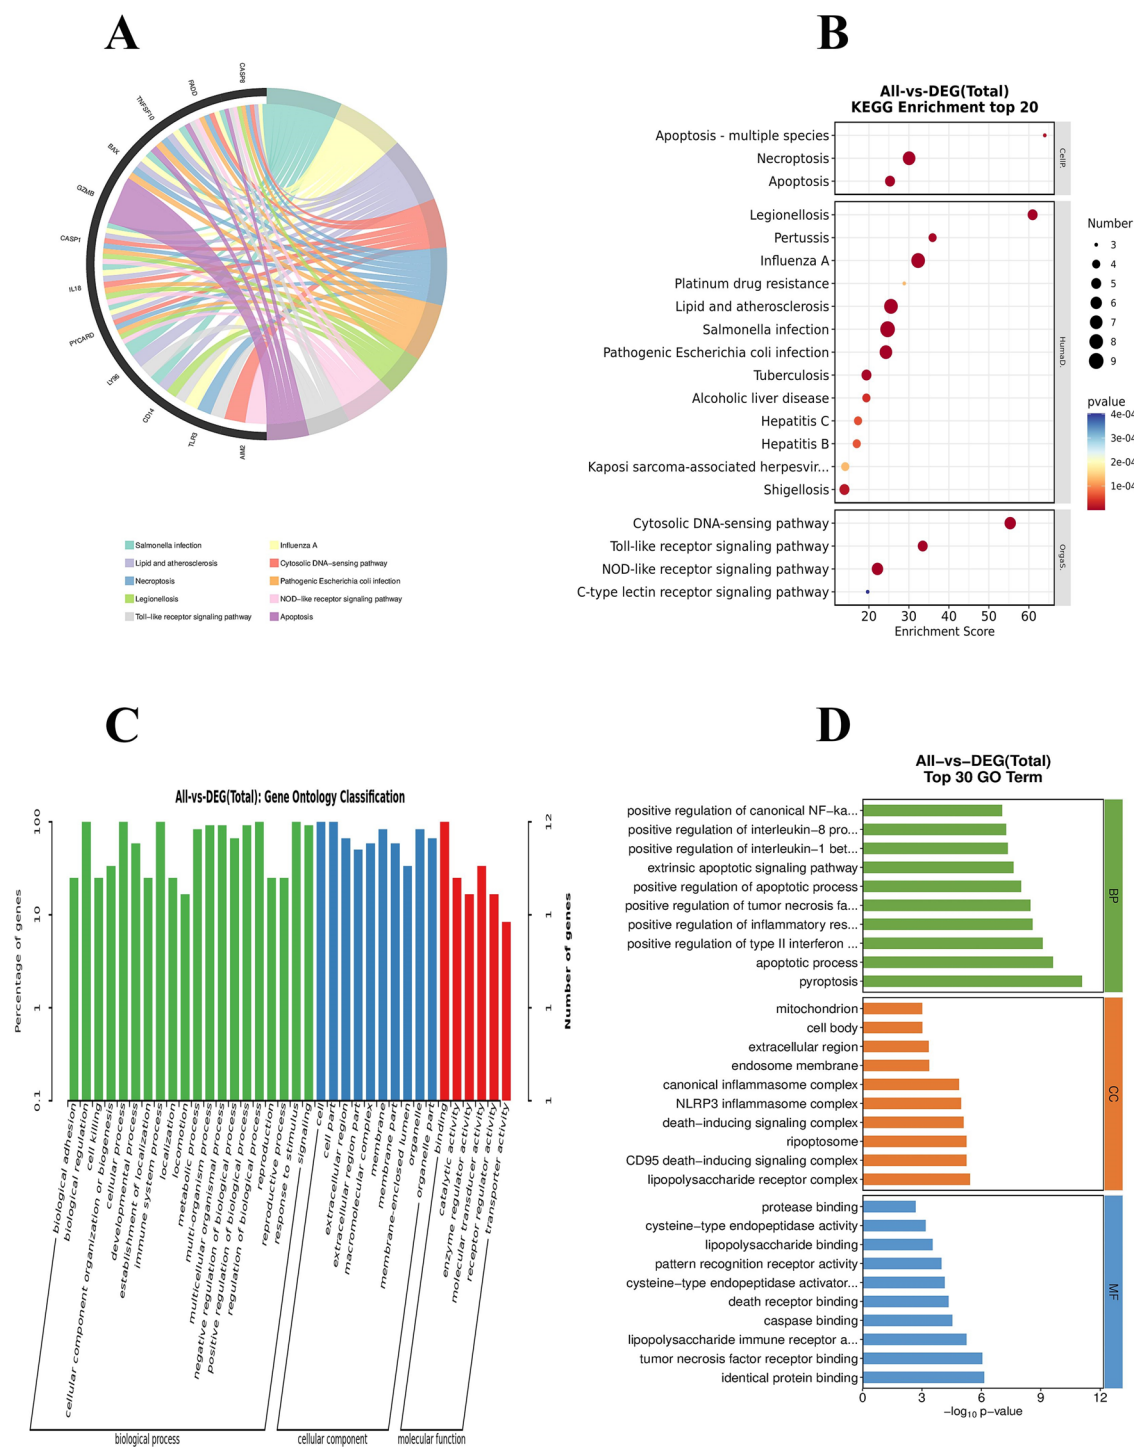 A
CASP8
FADD
TNFSF10
BAX
GZMB
CASP1
IL18
PYCARD
LY96
CD14
TLR3
AIM2
Salmonella infection
Influenza A
Lipid and atherosclerosis
Cytosolic DNA−sensing pathway
Necroptosis
Pathogenic Escherichia coli infection
Legionellosis
NOD−like receptor signaling pathway
Toll−like receptor signaling pathway
Apoptosis
B
All-vs-DEG(Total)
KEGG Enrichment top 20
Apoptosis - multiple species
Necroptosis
Apoptosis
CellP.
Legionellosis
Pertussis
Influenza A
Platinum drug resistance
Lipid and atherosclerosis
Salmonella infection
Pathogenic Escherichia coli infection
Tuberculosis
Alcoholic liver disease
Hepatitis C
Hepatitis B
Kaposi sarcoma-associated herpesvir...
Shigellosis
HumaD.
Cytosolic DNA-sensing pathway
Toll-like receptor signaling pathway
NOD-like receptor signaling pathway
C-type lectin receptor signaling pathway
OrgaS.
20 30 40 50 60
Enrichment Score
Number
3
4
5
6
7
8
9
pvalue
4e-04
3e-04
2e-04
1e-04
C
All-vs-DEG(Total): Gene Ontology Classification
Percentage of genes
100
10
1
0.1
Number of genes
12
1
1
1
biological adhesion
biological regulation
cell killing
cellular component organization or biogenesis
cellular process
developmental process
establishment of localization
immune system process
localization
locomotion
metabolic process
multi-organism process
multicellular organismal process
negative regulation of biological process
positive regulation of biological process
regulation of biological process
reproduction
reproductive process
response to stimulus
signaling
cell
cell part
extracellular region
extracellular region part
macromolecular complex
membrane
membrane part
membrane-enclosed lumen
organelle
organelle part
binding
catalytic activity
enzyme regulator activity
molecular transducer activity
receptor regulator activity
transporter activity
biological process
cellular component
molecular function
D
All−vs−DEG(Total)
Top 30 GO Term
positive regulation of canonical NF−ka...
positive regulation of interleukin−8 pro...
positive regulation of interleukin−1 bet...
extrinsic apoptotic signaling pathway
positive regulation of apoptotic process
positive regulation of tumor necrosis fa...
positive regulation of inflammatory res...
positive regulation of type II interferon ...
apoptotic process
pyroptosis
BP
mitochondrion
cell body
extracellular region
endosome membrane
canonical inflammasome complex
NLRP3 inflammasome complex
death−inducing signaling complex
ripoptosome
CD95 death−inducing signaling complex
lipopolysaccharide receptor complex
CC
protease binding
cysteine−type endopeptidase activity
lipopolysaccharide binding
pattern recognition receptor activity
cysteine−type endopeptidase activator...
death receptor binding
caspase binding
lipopolysaccharide immune receptor a...
tumor necrosis factor receptor binding
identical protein binding
MF
0 3 6 9 12
−log10 p−value